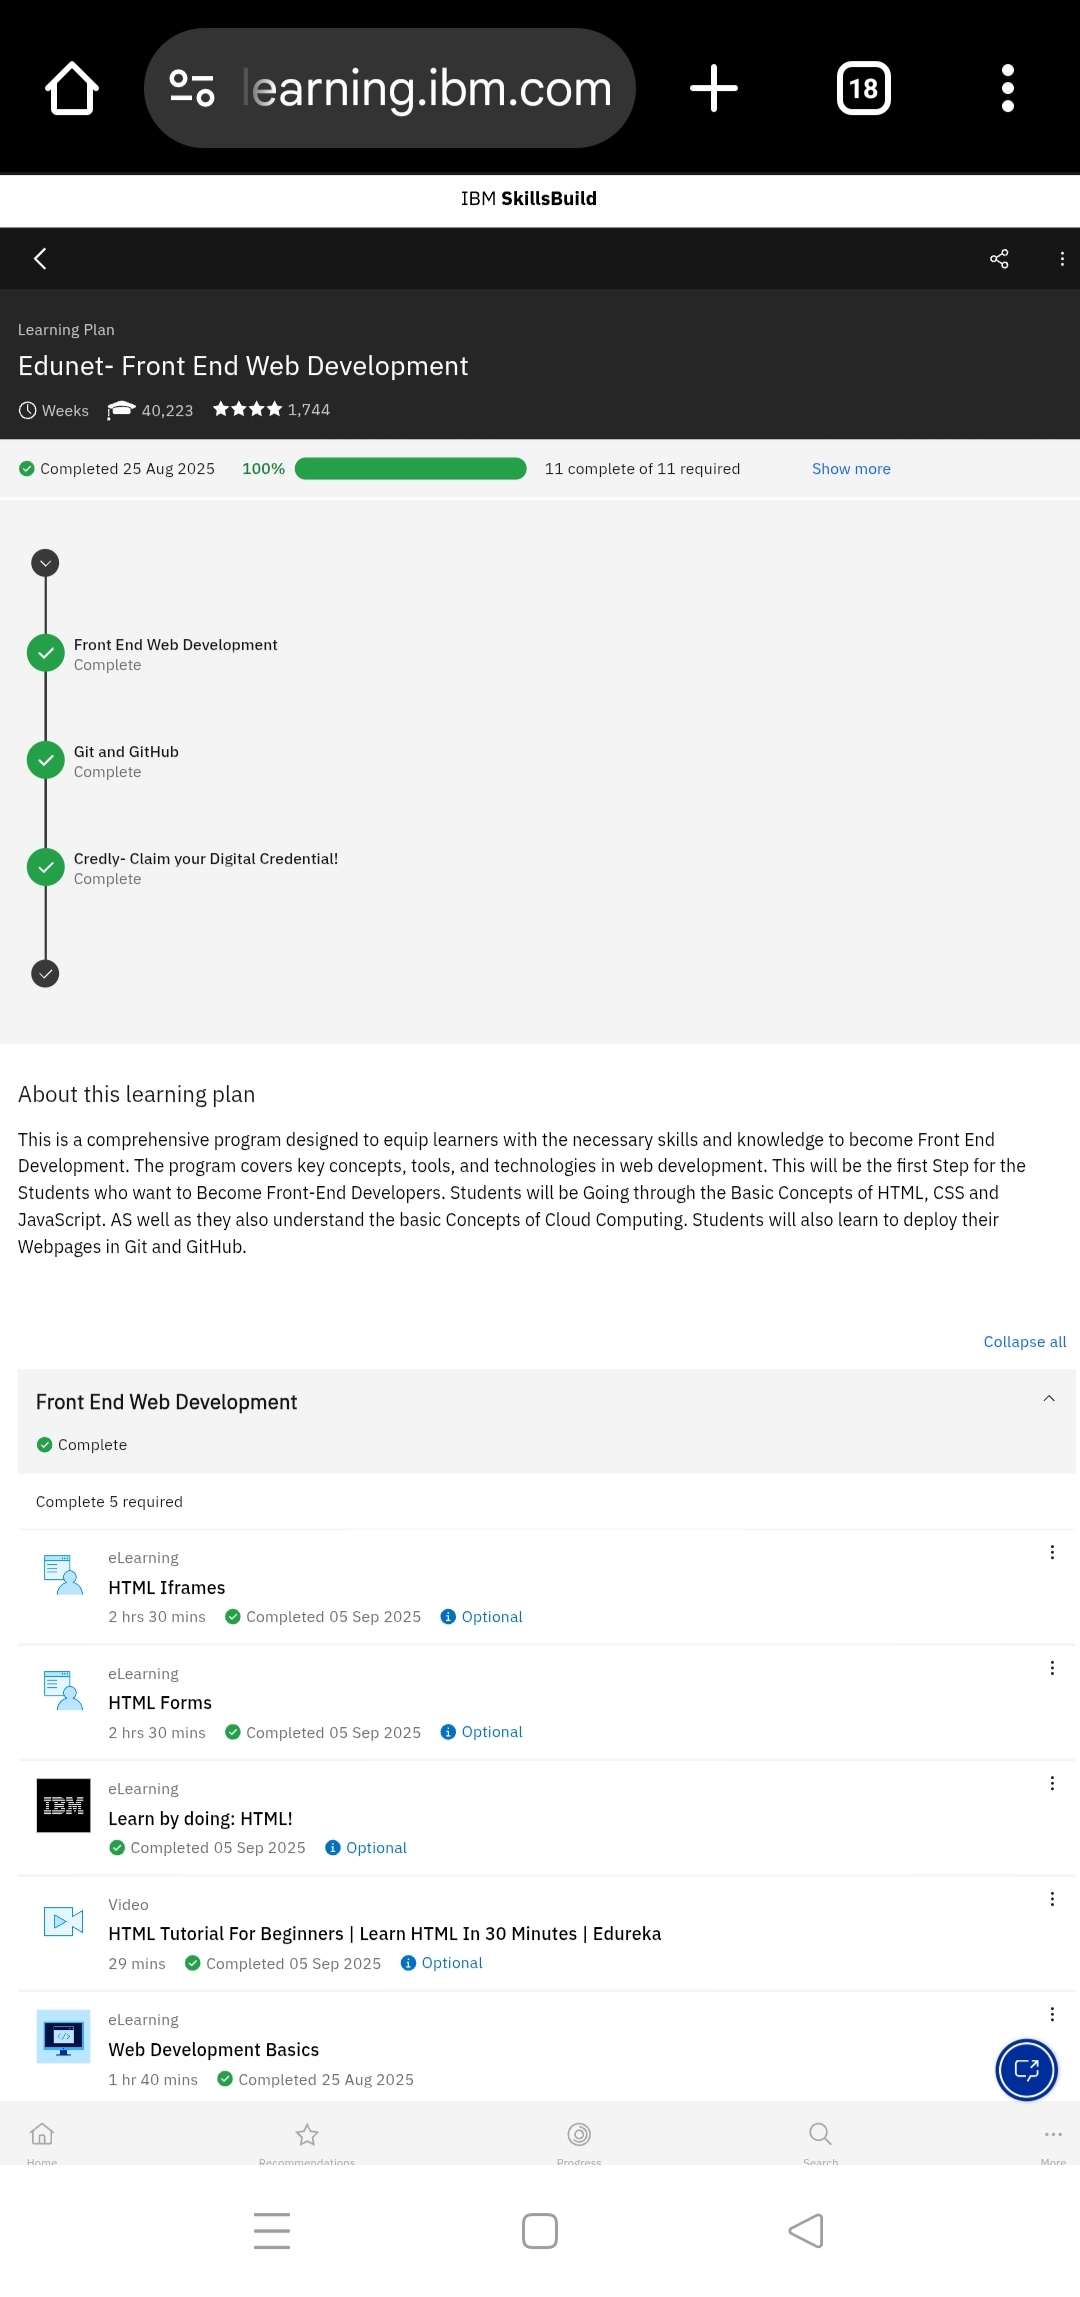 learning.ibm.com
18
IBM SkillsBuild
Learning Plan
Edunet- Front End Web Development
Weeks 40,223 1,744
Completed 25 Aug 2025 100% 11 complete of 11 required Show more
Front End Web Development
Complete
Git and GitHub
Complete
Credly- Claim your Digital Credential!
Complete
About this learning plan
This is a comprehensive program designed to equip learners with the necessary skills and knowledge to become Front End
Development. The program covers key concepts, tools, and technologies in web development. This will be the first Step for the
Students who want to Become Front-End Developers. Students will be Going through the Basic Concepts of HTML, CSS and
JavaScript. AS well as they also understand the basic Concepts of Cloud Computing. Students will also learn to deploy their
Webpages in Git and GitHub.
Collapse all
Front End Web Development
Complete
Complete 5 required
eLearning
HTML Iframes
2 hrs 30 mins Completed 05 Sep 2025 Optional
eLearning
HTML Forms
2 hrs 30 mins Completed 05 Sep 2025 Optional
IBM
eLearning
Learn by doing: HTML!
Completed 05 Sep 2025 Optional
Video
HTML Tutorial For Beginners | Learn HTML In 30 Minutes | Edureka
29 mins Completed 05 Sep 2025 Optional
eLearning
Web Development Basics
1 hr 40 mins Completed 25 Aug 2025
Home Recommendations Progress Search More